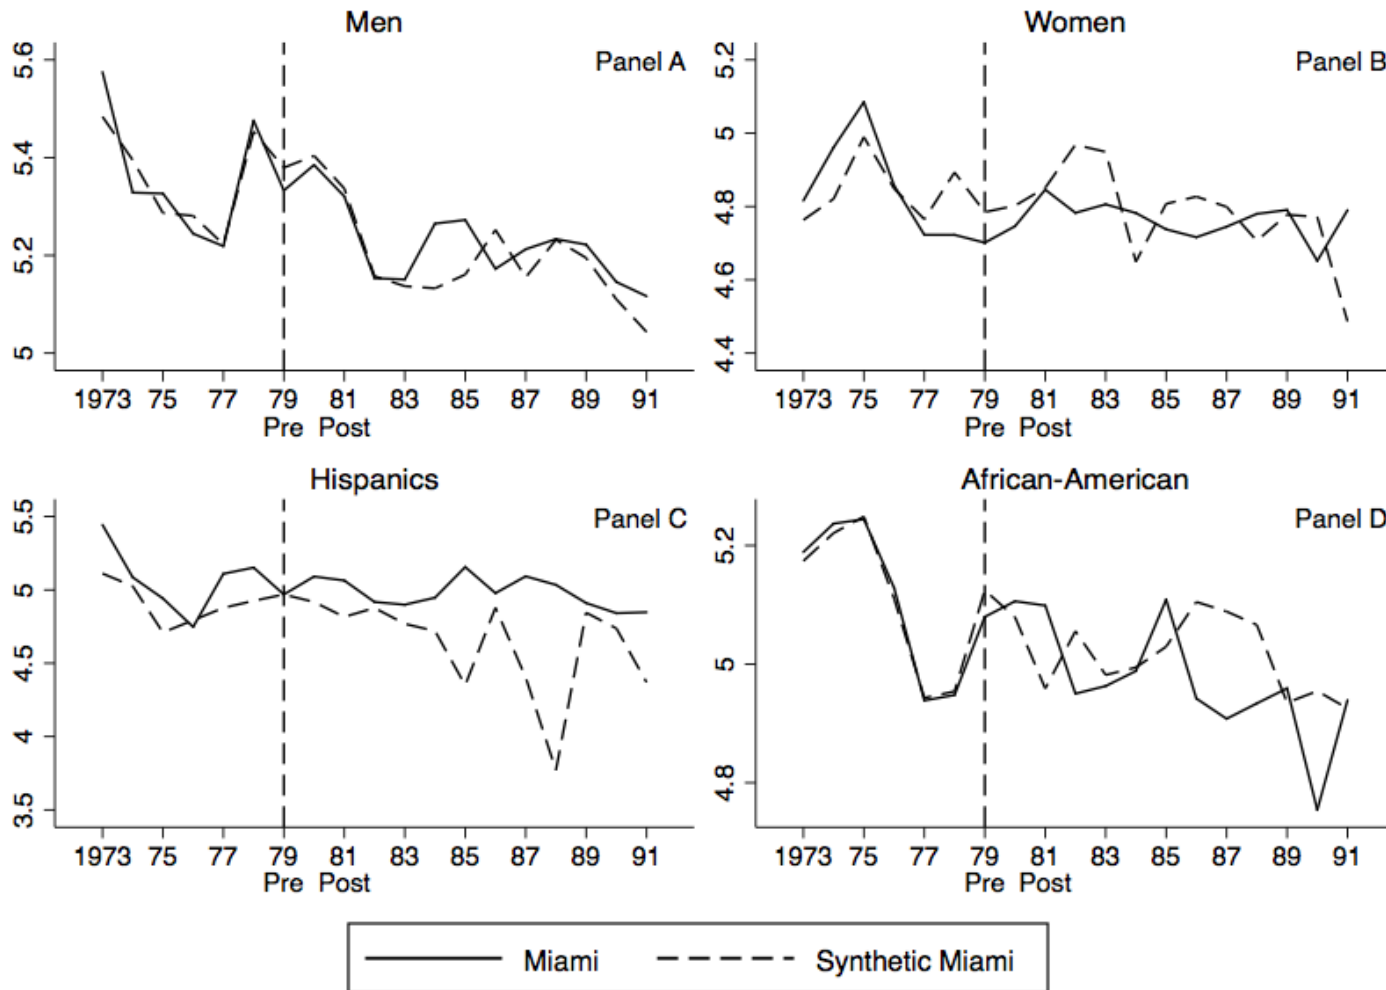 Men
Panel A
5.6
5.4
5.2
5
1973 75 77 79 81 83 85 87 89 91
Pre Post
Women
Panel B
5.2
5
4.8
4.6
4.4
1973 75 77 79 81 83 85 87 89 91
Pre Post
Hispanics
Panel C
5.5
5
4.5
4
3.5
1973 75 77 79 81 83 85 87 89 91
Pre Post
African-American
Panel D
5.2
5
4.8
1973 75 77 79 81 83 85 87 89 91
Pre Post
Miami
Synthetic Miami